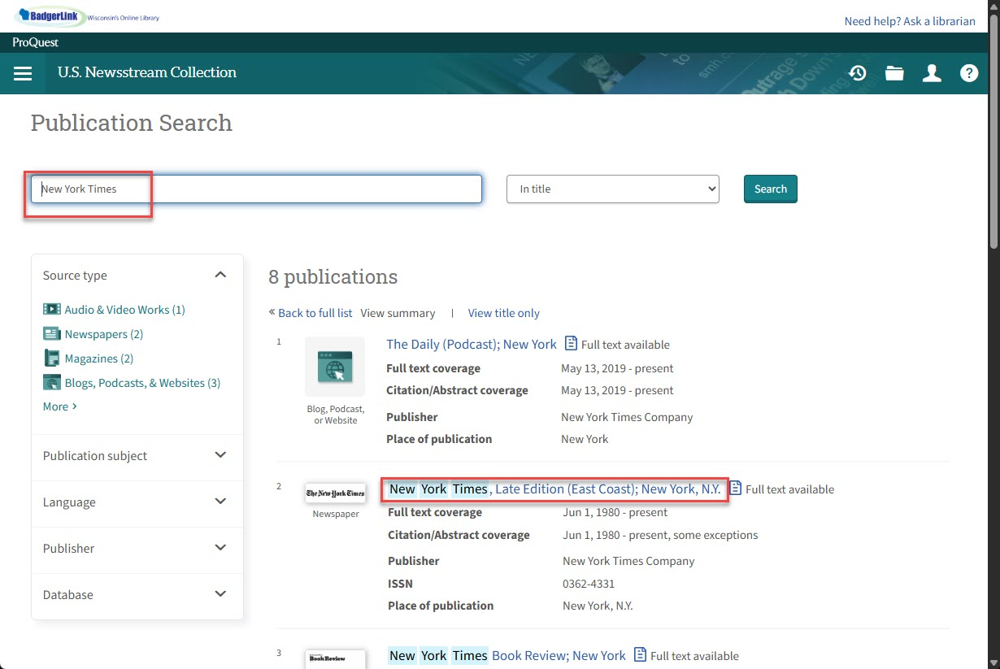 BadgerLink Wisconsin's Online Library
Need help? Ask a librarian
ProQuest
U.S. Newsstream Collection
Publication Search
New York Times
In title
Search
Source type
Audio & Video Works (1)
Newspapers (2)
Magazines (2)
Blogs, Podcasts, & Websites (3)
More >
Publication subject
Language
Publisher
Database
8 publications
« Back to full list View summary | View title only
1
Blog, Podcast,
or Website
The Daily (Podcast); New York Full text available
Full text coverage May 13, 2019 - present
Citation/Abstract coverage May 13, 2019 - present
Publisher New York Times Company
Place of publication New York
2
The New York Times
Newspaper
New York Times, Late Edition (East Coast); New York, N.Y. Full text available
Full text coverage Jun 1, 1980 - present
Citation/Abstract coverage Jun 1, 1980 - present, some exceptions
Publisher New York Times Company
ISSN 0362-4331
Place of publication New York, N.Y.
3
Book Review
New York Times Book Review; New York Full text available